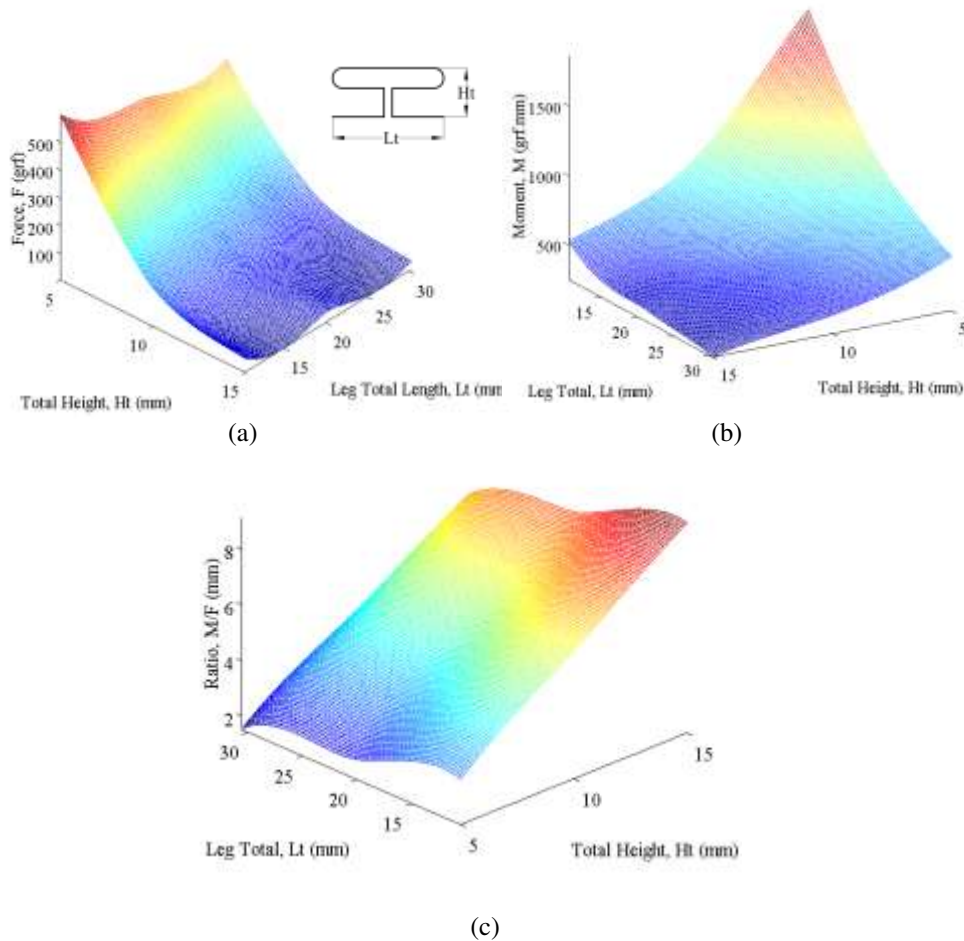 Force, F (grf)
500
400
300
200
100
5
10
15
Total Height, Ht (mm)
15
20
25
30
Leg Total Length, Lt (mm
Ht
Lt
(a)
Moment, M (grf.mm)
1500
1000
500
15
20
25
30
Leg Total, Lt (mm)
15
10
5
Total Height, Ht (mm)
(b)
Ratio, M/F (mm)
8
6
4
2
30
25
20
15
Leg Total, Lt (mm)
5
10
15
Total Height, Ht (mm)
(c)